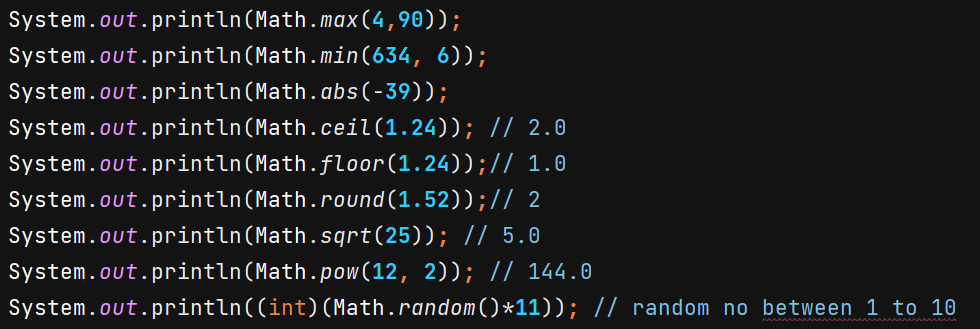 System.out.println(Math.max(4,90));
System.out.println(Math.min(634, 6));
System.out.println(Math.abs(-39));
System.out.println(Math.ceil(1.24)); // 2.0
System.out.println(Math.floor(1.24));// 1.0
System.out.println(Math.round(1.52));// 2
System.out.println(Math.sqrt(25)); // 5.0
System.out.println(Math.pow(12, 2)); // 144.0
System.out.println((int)(Math.random()*11)); // random no between 1 to 10